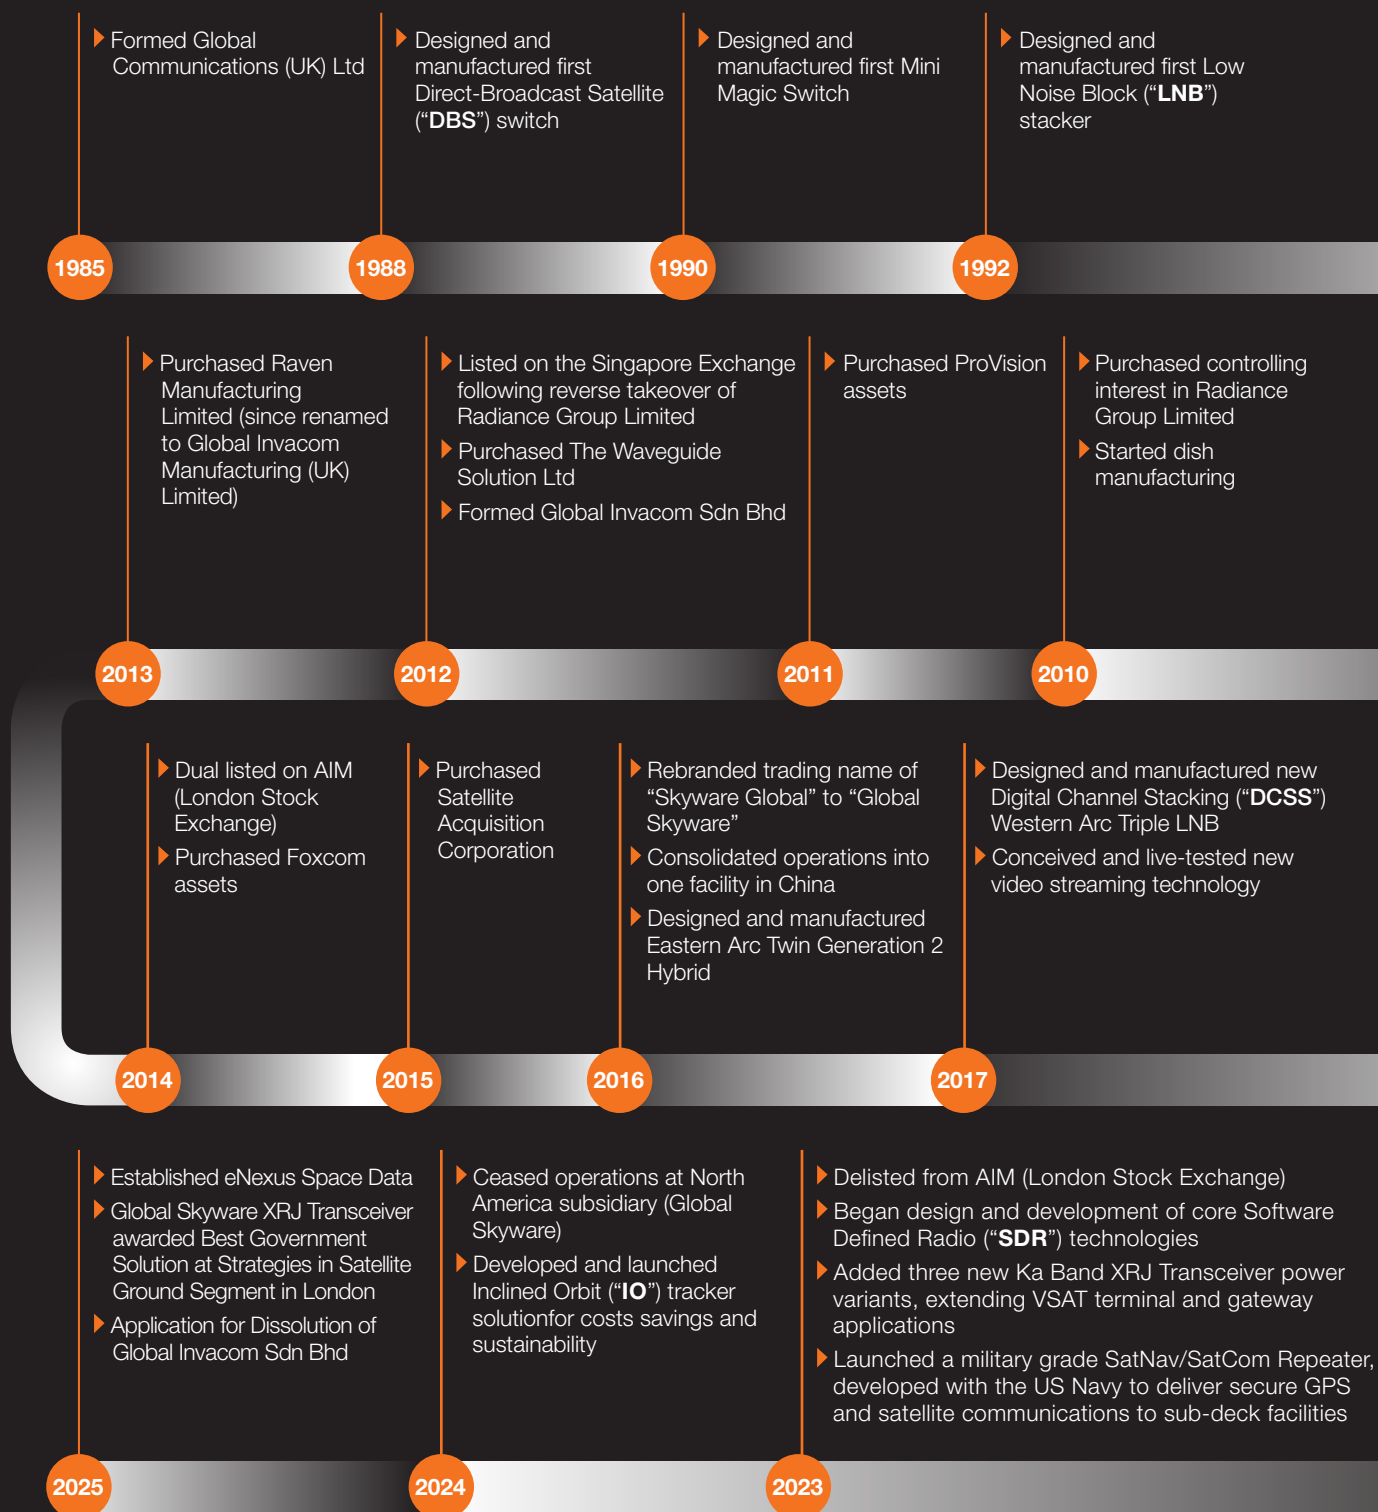 Formed Global
Communications (UK) Ltd
Designed and
manufactured first
Direct-Broadcast Satellite
(“DBS”) switch
Designed and
manufactured first Mini
Magic Switch
Designed and
manufactured first Low
Noise Block (“LNB”)
stacker
1985
1988
1990
1992
Purchased Raven
Manufacturing
Limited (since renamed
to Global Invacom
Manufacturing (UK)
Limited)
Listed on the Singapore Exchange
following reverse takeover of
Radiance Group Limited
Purchased The Waveguide
Solution Ltd
Formed Global Invacom Sdn Bhd
Purchased ProVision
assets
Purchased controlling
interest in Radiance
Group Limited
Started dish
manufacturing
2013
2012
2011
2010
Dual listed on AIM
(London Stock
Exchange)
Purchased Foxcom
assets
Purchased
Satellite
Acquisition
Corporation
Rebranded trading name of
“Skyware Global” to “Global
Skyware”
Consolidated operations into
one facility in China
Designed and manufactured
Eastern Arc Twin Generation 2
Hybrid
Designed and manufactured new
Digital Channel Stacking (“DCSS”)
Western Arc Triple LNB
Conceived and live-tested new
video streaming technology
2014
2015
2016
2017
Established eNexus Space Data
Global Skyware XRJ Transceiver
awarded Best Government
Solution at Strategies in Satellite
Ground Segment in London
Application for Dissolution of
Global Invacom Sdn Bhd
Ceased operations at North
America subsidiary (Global
Skyware)
Developed and launched
Inclined Orbit (“IO”) tracker
solutionfor costs savings and
sustainability
Delisted from AIM (London Stock Exchange)
Began design and development of core Software
Defined Radio (“SDR”) technologies
Added three new Ka Band XRJ Transceiver power
variants, extending VSAT terminal and gateway
applications
Launched a military grade SatNav/SatCom Repeater,
developed with the US Navy to deliver secure GPS
and satellite communications to sub-deck facilities
2025
2024
2023